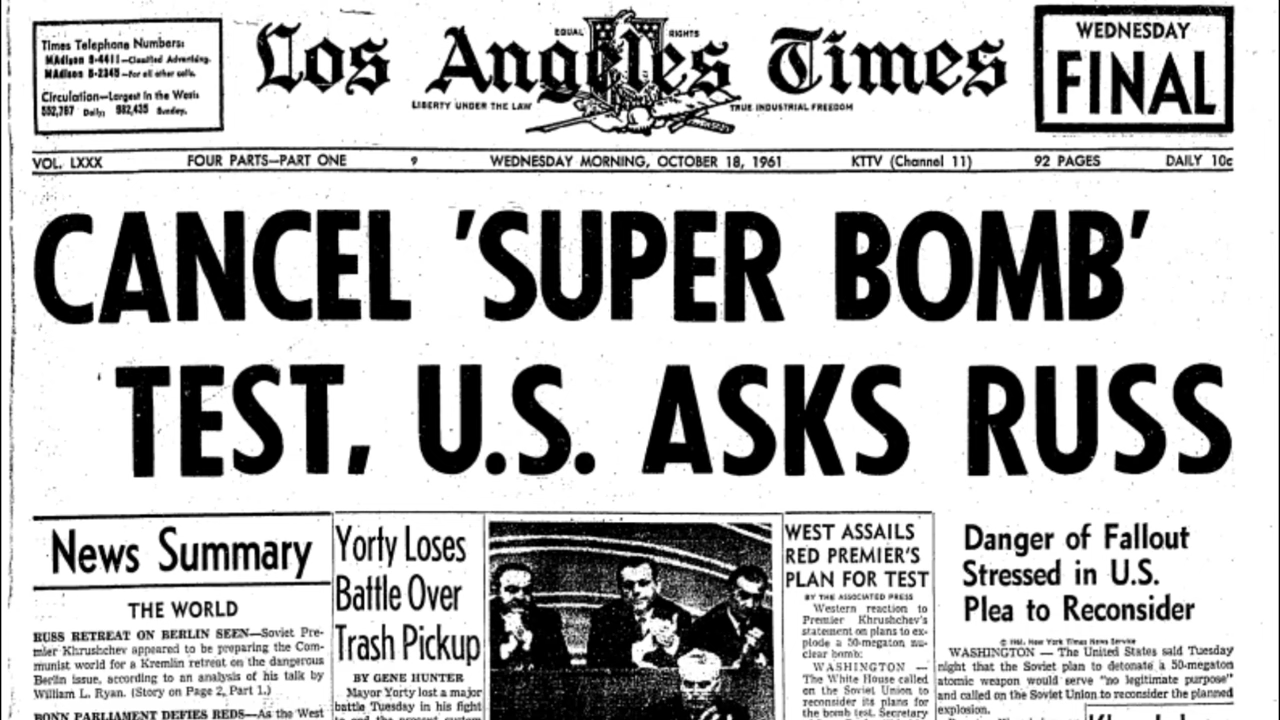 Times Telephone Numbers:
MAdison 8-4411—Classified Advertising.
MAdison 5-2345—For all other calls.
Circulation—Largest in the West:
552,787 Daily; 982,435 Sunday.
EQUAL RIGHTS
Los Angeles Times
LIBERTY UNDER THE LAW TRUE INDUSTRIAL FREEDOM
WEDNESDAY
FINAL
VOL. LXXX FOUR PARTS—PART ONE 9 WEDNESDAY MORNING, OCTOBER 18, 1961 KTTV (Channel 11) 92 PAGES DAILY 10c
CANCEL 'SUPER BOMB'
TEST, U.S. ASKS RUSS
News Summary
THE WORLD
RUSS RETREAT ON BERLIN SEEN—Soviet Pre-
mier Khrushchev appeared to be preparing the Com-
munist world for a Kremlin retreat on the dangerous
Berlin issue, according to an analysis of his talk by
William L. Ryan. (Story on Page 2, Part 1.)
BONN PARLIAMENT DEFIES REDS—As the West
Yorty Loses
Battle Over
Trash Pickup
BY GENE HUNTER
Mayor Yorty lost a major
battle Tuesday in his fight
to end the present system
WEST ASSAILS
RED PREMIER'S
PLAN FOR TEST
BY THE ASSOCIATED PRESS
Western reaction to
Premier Khrushchev's
statement on plans to ex-
plode a 50-megaton nu-
clear bomb:
WASHINGTON —
The White House called
on the Soviet Union to
reconsider its plans for
the bomb test. Secretary
Danger of Fallout
Stressed in U.S.
Plea to Reconsider
© 1961, New York Times News Service
WASHINGTON — The United States said Tuesday
night that the Soviet plan to detonate a 50-megaton
atomic weapon would serve "no legitimate purpose"
and called on the Soviet Union to reconsider the planned
explosion.